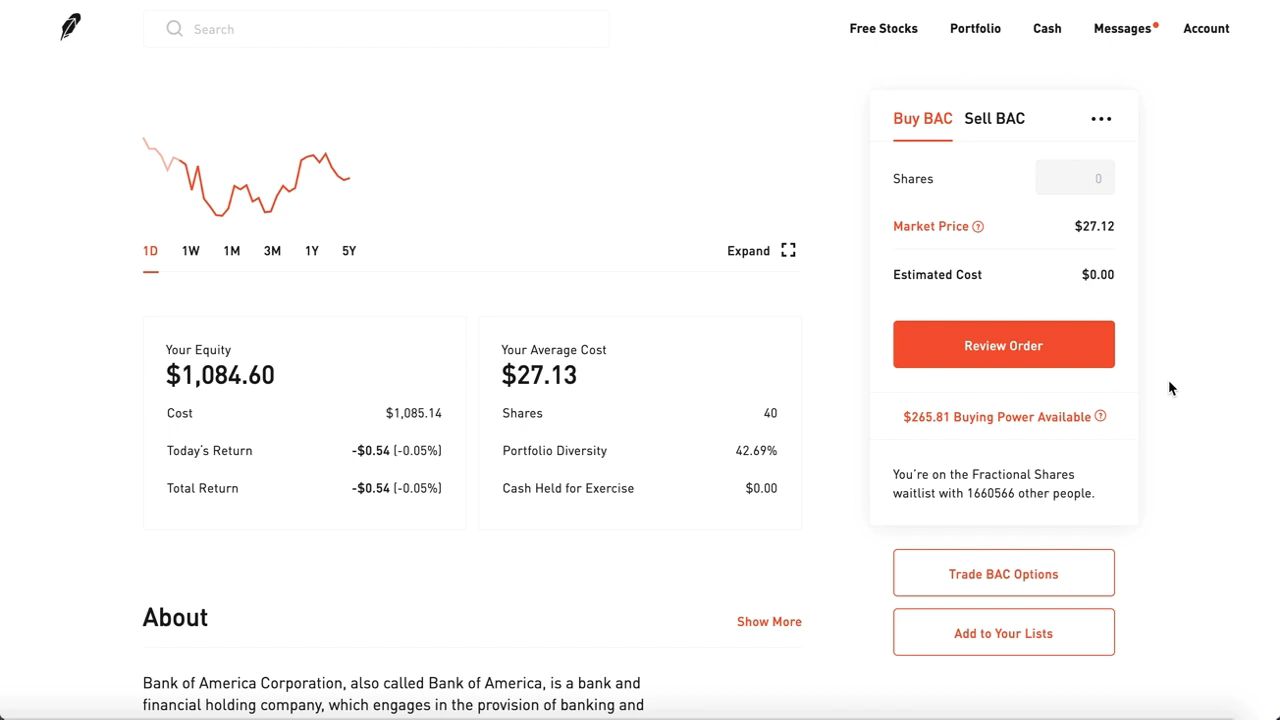 Search
Free Stocks Portfolio Cash Messages Account
1D 1W 1M 3M 1Y 5Y
Expand
Your Equity
$1,084.60
Cost $1,085.14
Today's Return -$0.54 (-0.05%)
Total Return -$0.54 (-0.05%)
Your Average Cost
$27.13
Shares 40
Portfolio Diversity 42.69%
Cash Held for Exercise $0.00
About
Show More
Bank of America Corporation, also called Bank of America, is a bank and
financial holding company, which engages in the provision of banking and
Buy BAC Sell BAC
Shares 0
Market Price $27.12
Estimated Cost $0.00
Review Order
$265.81 Buying Power Available
You're on the Fractional Shares
waitlist with 1660566 other people.
Trade BAC Options
Add to Your Lists